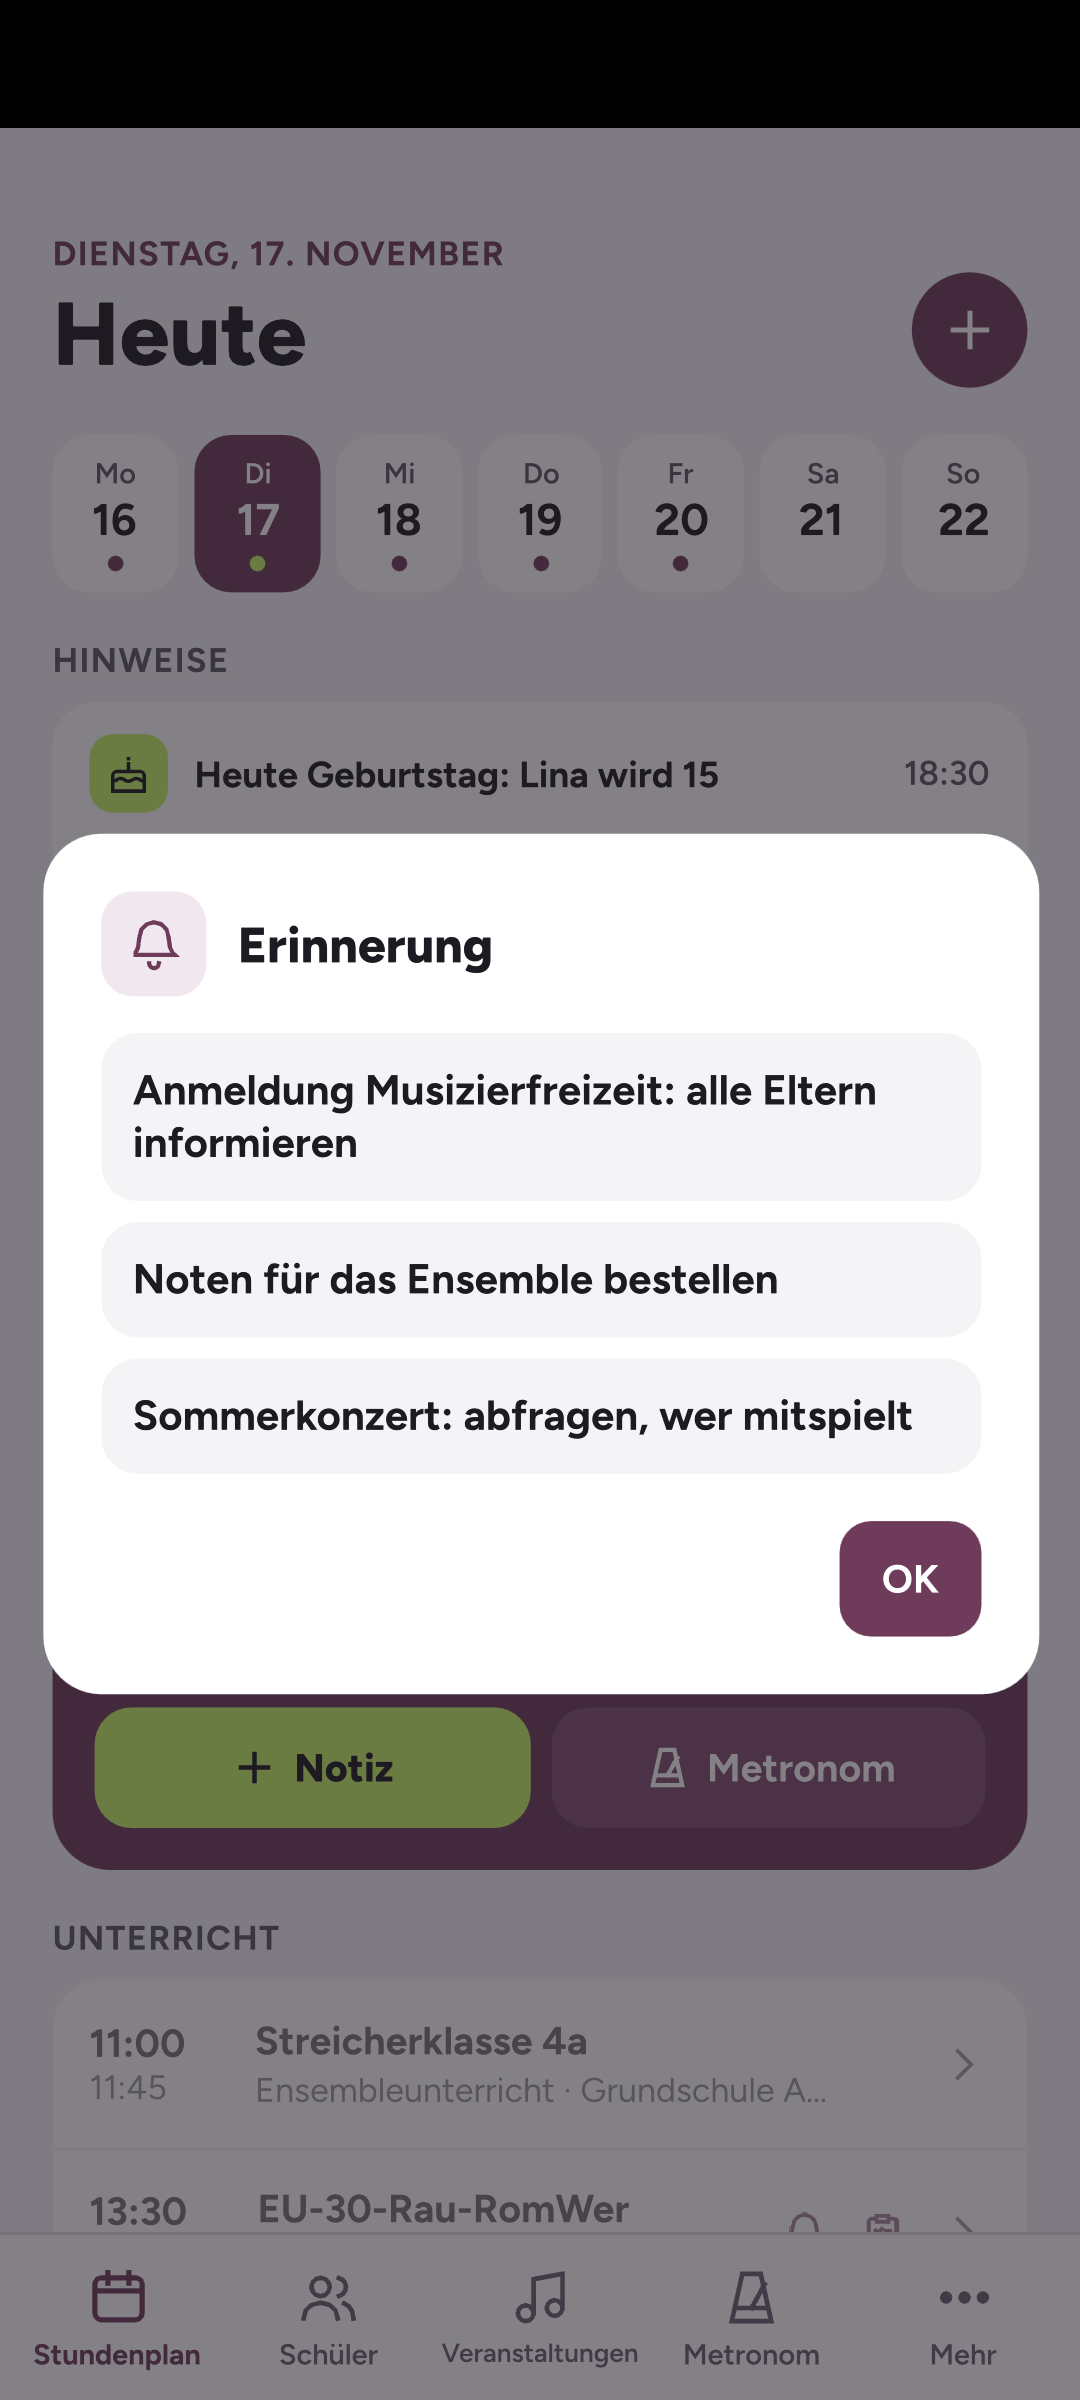 DIENSTAG, 17. NOVEMBER
Heute
Mo Di Mi Do Fr Sa So
16 17 18 19 20 21 22
HINWEISE
Heute Geburtstag: Lina wird 15 18:30
Erinnerung
Anmeldung Musizierfreizeit: alle Eltern
informieren
Noten für das Ensemble bestellen
Sommerkonzert: abfragen, wer mitspielt
OK
Notiz Metronom
UNTERRICHT
11:00 Streicherklasse 4a
11:45 Ensembleunterricht · Grundschule A...
13:30 EU-30-Rau-RomWer
Stundenplan Schüler Veranstaltungen Metronom Mehr